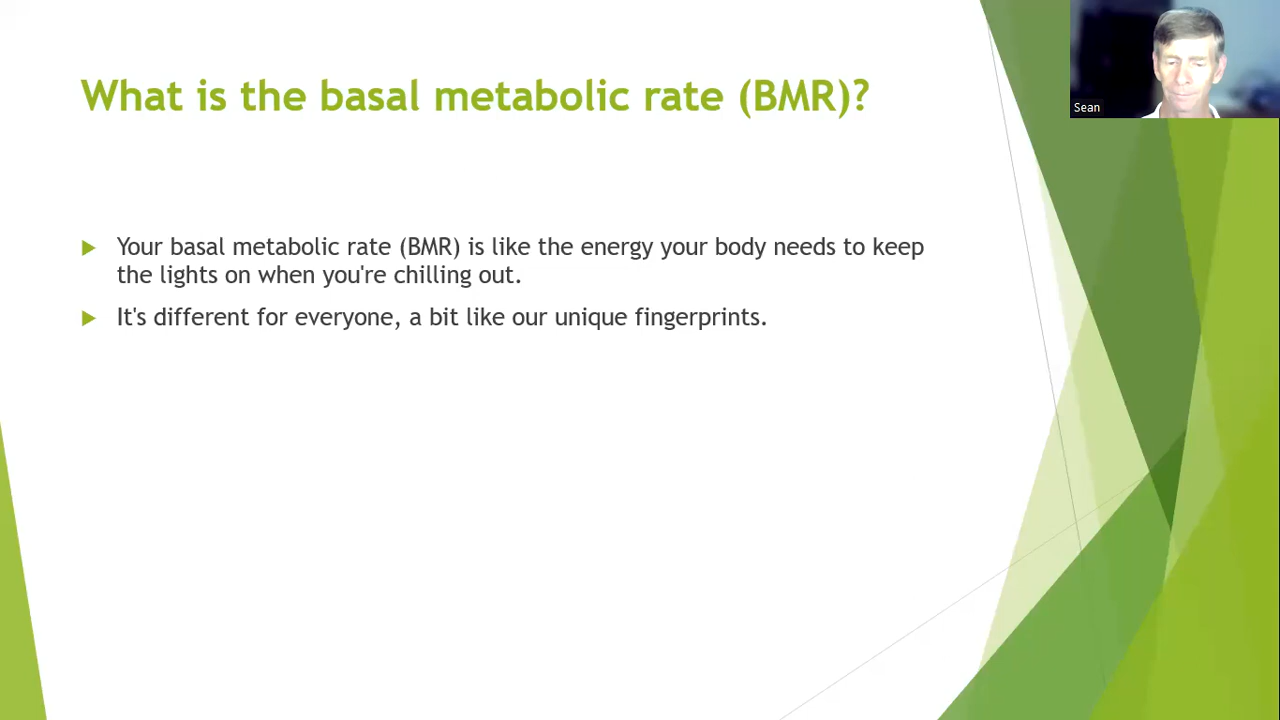 What is the basal metabolic rate (BMR)?
Sean
Your basal metabolic rate (BMR) is like the energy your body needs to keep
the lights on when you're chilling out.
It's different for everyone, a bit like our unique fingerprints.